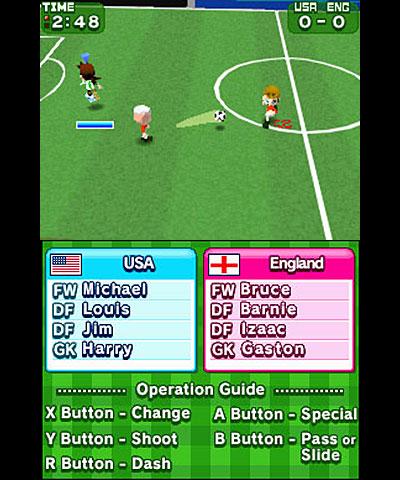 TIME
2:48
USA ENG
0 - 0
USA
FW Michael
DF Louis
DF Jim
GK Harry
England
FW Bruce
DF Barnie
DF Izaac
GK Gaston
Operation Guide
X Button - Change
A Button - Special
Y Button - Shoot
B Button - Pass or
Slide
R Button - Dash